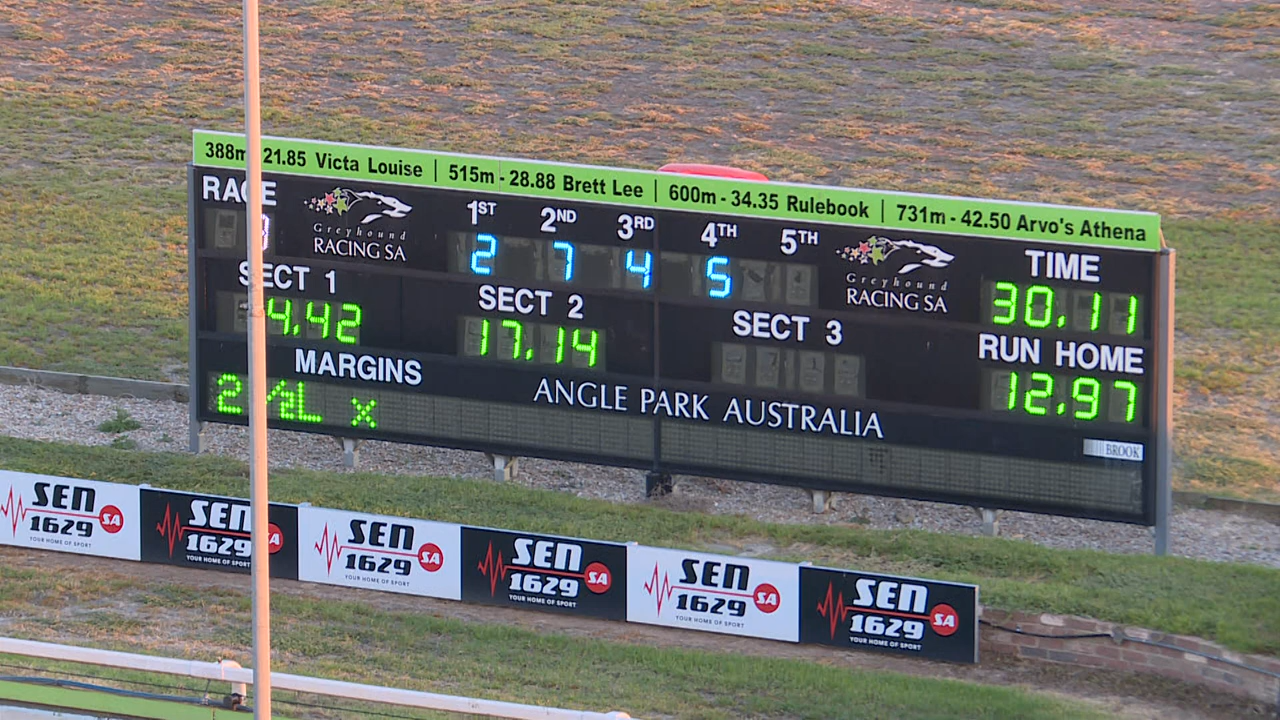 388m 21.85 Victa Louise | 515m - 28.88 Brett Lee | 600m - 34.35 Rulebook | 731m - 42.50 Arvo's Athena
RACE
Greyhound
RACING SA
1ST 2ND 3RD 4TH 5TH
2 7 4 5
Greyhound
RACING SA
TIME
30.11
SECT 1
4.42
SECT 2
17.14
SECT 3
RUN HOME
12.97
MARGINS
2 ½L x
ANGLE PARK AUSTRALIA
BROOK
SEN
1629 SA
YOUR HOME OF SPORT
SEN
1629 SA
YOUR HOME OF SPORT
SEN
1629 SA
YOUR HOME OF SPORT
SEN
1629 SA
YOUR HOME OF SPORT
SEN
1629 SA
YOUR HOME OF SPORT
SEN
1629 SA
YOUR HOME OF SPORT